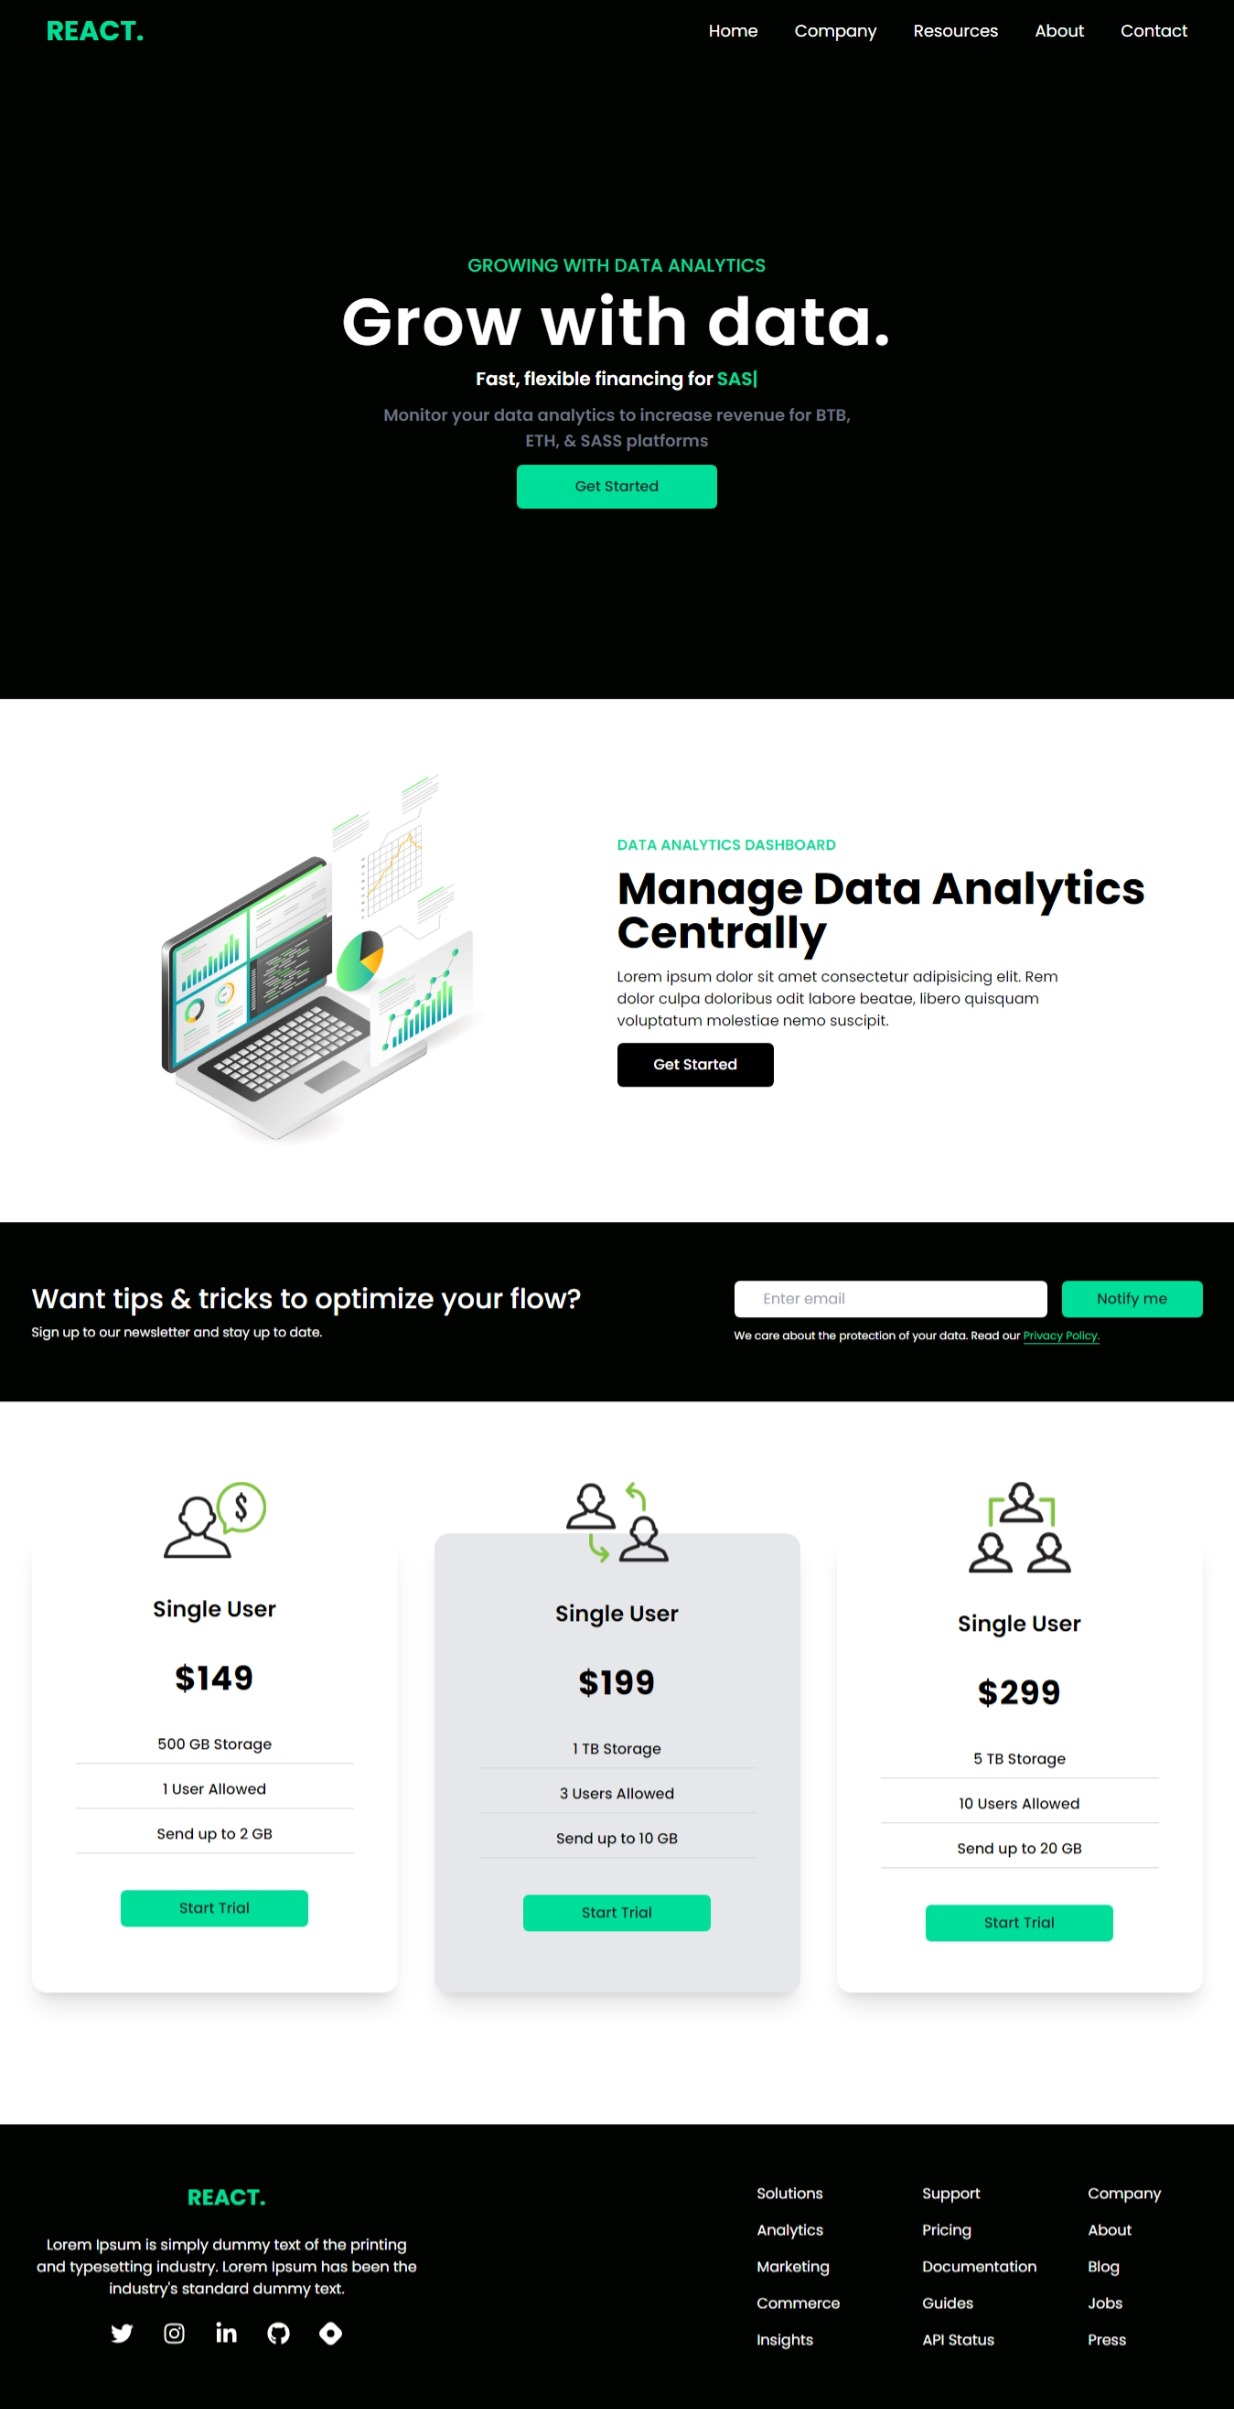 REACT.
Home Company Resources About Contact
GROWING WITH DATA ANALYTICS
Grow with data.
Fast, flexible financing for SAS|
Monitor your data analytics to increase revenue for BTB,
ETH, & SASS platforms
Get Started
DATA ANALYTICS DASHBOARD
Manage Data Analytics
Centrally
Lorem ipsum dolor sit amet consectetur adipisicing elit. Rem
dolor culpa doloribus odit labore beatae, libero quisquam
voluptatum molestiae nemo suscipit.
Get Started
Want tips & tricks to optimize your flow?
Sign up to our newsletter and stay up to date.
Enter email
Notify me
We care about the protection of your data. Read our Privacy Policy.
$
Single User
$149
500 GB Storage
1 User Allowed
Send up to 2 GB
Start Trial
Single User
$199
1 TB Storage
3 Users Allowed
Send up to 10 GB
Start Trial
Single User
$299
5 TB Storage
10 Users Allowed
Send up to 20 GB
Start Trial
REACT.
Lorem Ipsum is simply dummy text of the printing
and typesetting industry. Lorem Ipsum has been the
industry's standard dummy text.
Solutions
Analytics
Marketing
Commerce
Insights
Support
Pricing
Documentation
Guides
API Status
Company
About
Blog
Jobs
Press